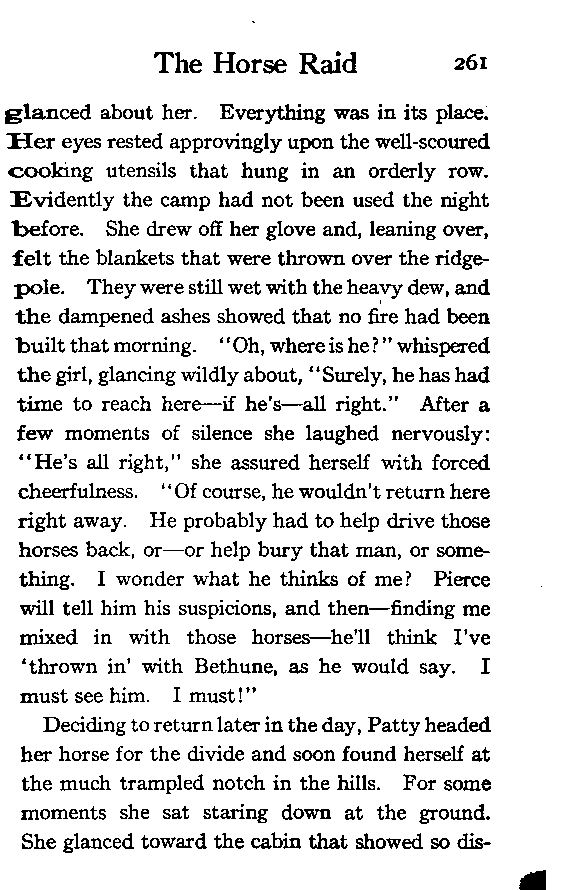 The Horse Raid 261
glanced about her. Everything was in its place.
Her eyes rested approvingly upon the well-scoured
cooking utensils that hung in an orderly row.
Evidently the camp had not been used the night
before. She drew off her glove and, leaning over,
felt the blankets that were thrown over the ridge-
pole. They were still wet with the heavy dew, and
the dampened ashes showed that no fire had been
built that morning. "Oh, where is he?" whispered
the girl, glancing wildly about, "Surely, he has had
time to reach here—if he's—all right." After a
few moments of silence she laughed nervously:
"He's all right," she assured herself with forced
cheerfulness. "Of course, he wouldn't return here
right away. He probably had to help drive those
horses back, or—or help bury that man, or some-
thing. I wonder what he thinks of me? Pierce
will tell him his suspicions, and then—finding me
mixed in with those horses—he'll think I've
'thrown in' with Bethune, as he would say. I
must see him. I must!"
Deciding to return later in the day, Patty headed
her horse for the divide and soon found herself at
the much trampled notch in the hills. For some
moments she sat staring down at the ground.
She glanced toward the cabin that showed so dis-